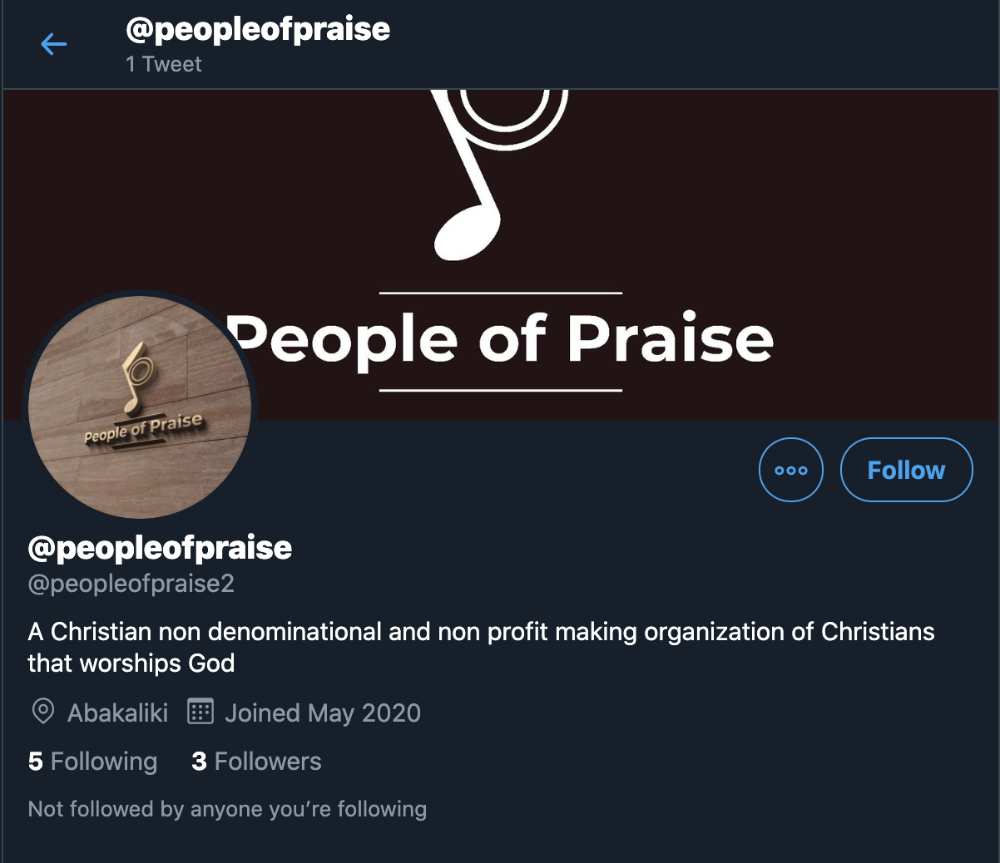 @peopleofpraise
1 Tweet
People of Praise
People of Praise
Follow
@peopleofpraise
@peopleofpraise2
A Christian non denominational and non profit making organization of Christians
that worships God
Abakaliki Joined May 2020
5 Following 3 Followers
Not followed by anyone you’re following